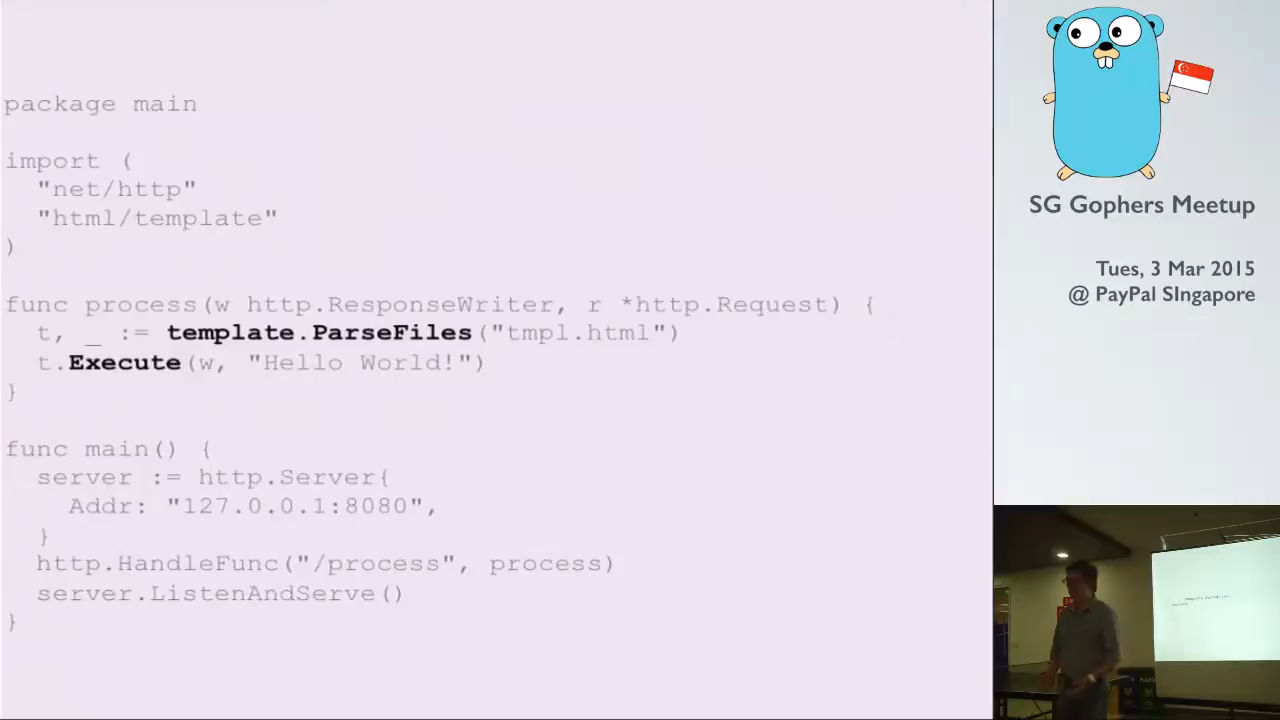 package main
import (
"net/http"
"html/template"
)
func process(w http.ResponseWriter, r *http.Request) {
t, _ := template.ParseFiles("tmpl.html")
t.Execute(w, "Hello World!")
}
func main() {
server := http.Server{
Addr: "127.0.0.1:8080",
}
http.HandleFunc("/process", process)
server.ListenAndServe()
}
SG Gophers Meetup
Tues, 3 Mar 2015
@ PayPal SIngapore